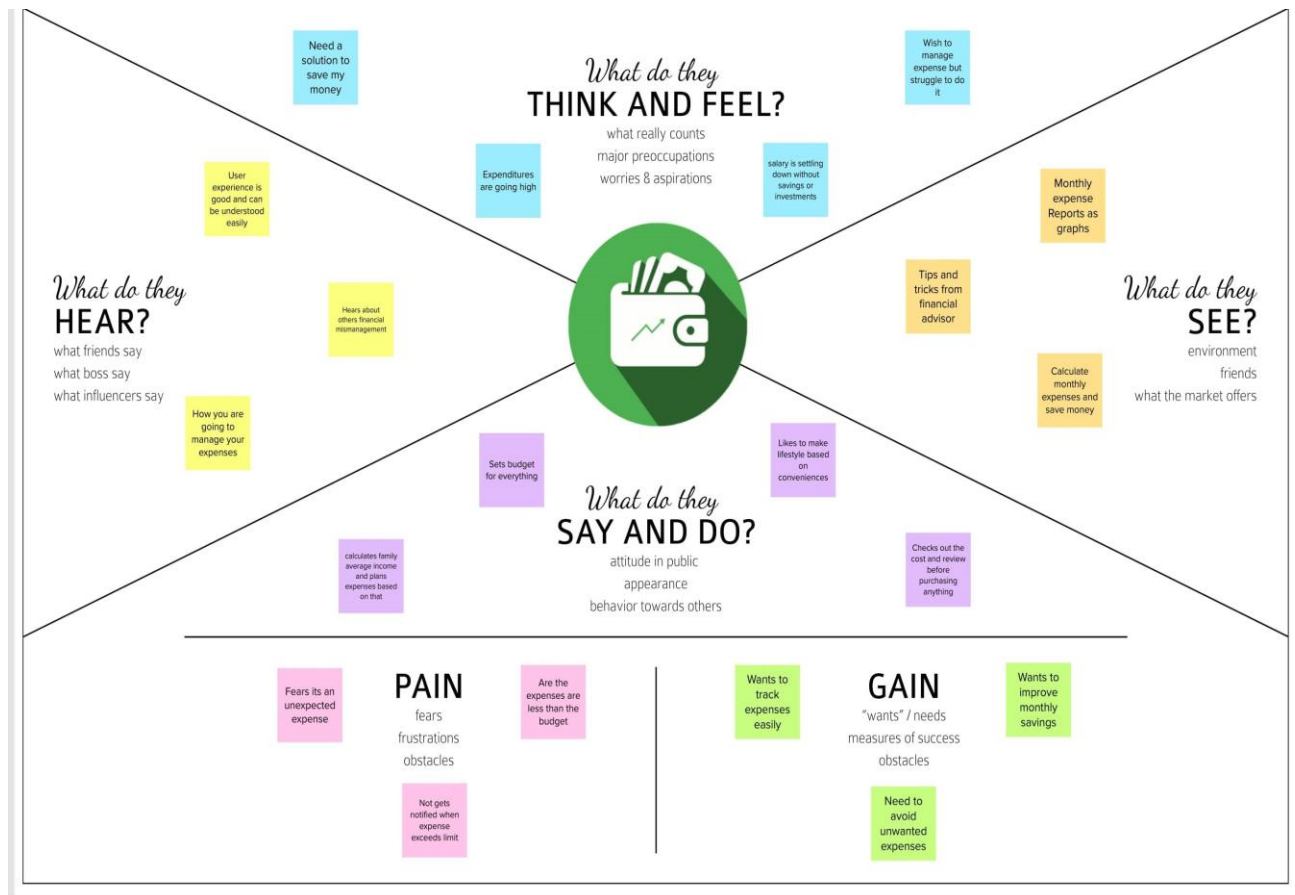 Need a
solution to
save my
money
What do they
THINK AND FEEL?
what really counts
major preoccupations
worries & aspirations
Wish to
manage
expense but
struggle to do
it
Expenditures
are going high
salary is settling
down without
savings or
investments
User
experience is
good and can
be understood
easily
What do they
HEAR?
what friends say
what boss say
what influencers say
Hears about
others financial
mismanagement
How you are
going to
manage your
expenses
Monthly
expense
Reports as
graphs
Tips and
tricks from
financial
advisor
What do they
SEE?
environment
friends
what the market offers
Calculate
monthly
expenses and
save money
Sets budget
for everything
Likes to make
lifestyle based
on
conveniences
What do they
SAY AND DO?
attitude in public
appearance
behavior towards others
calculates family
average income
and plans
expenses based
on that
Checks out the
cost and review
before
purchasing
anything
Fears its an
unexpected
expense
PAIN
fears
frustrations
obstacles
Are the
expenses are
less than the
budget
Not gets
notified when
expense
exceeds limit
Wants to
track
expenses
easily
GAIN
"wants" / needs
measures of success
obstacles
Wants to
improve
monthly
savings
Need to
avoid
unwanted
expenses